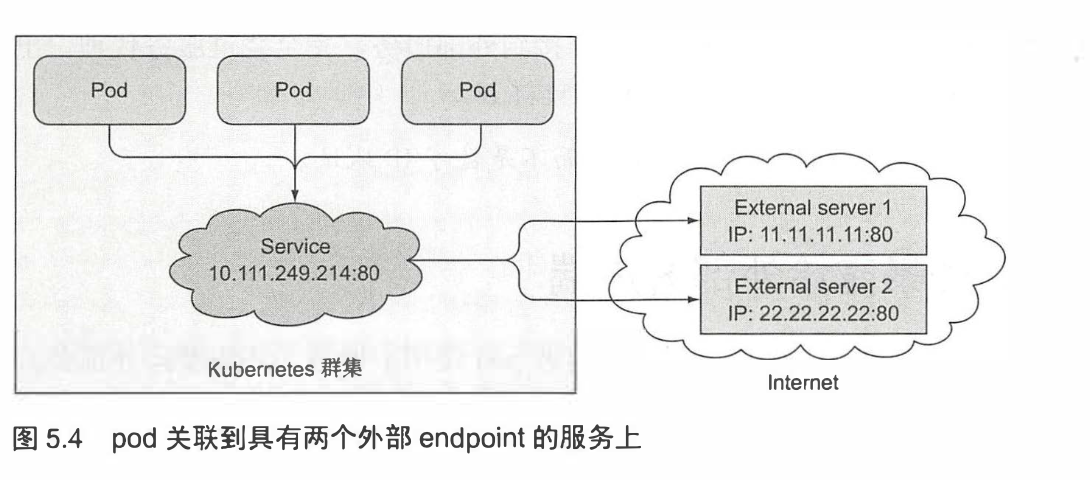 Pod
Pod
Pod
Service
10.111.249.214:80
External server 1
IP: 11.11.11.11:80
External server 2
IP: 22.22.22.22:80
Kubernetes 群集
Internet
图 5.4 pod 关联到具有两个外部 endpoint 的服务上